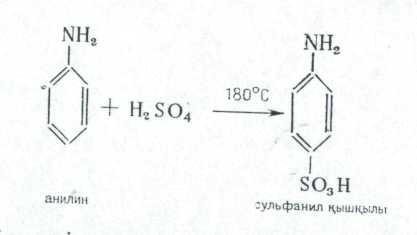 NH₂
NH₂
+ H₂SO₄
180°C
SO₃H
анилин
сульфанил қышқылы